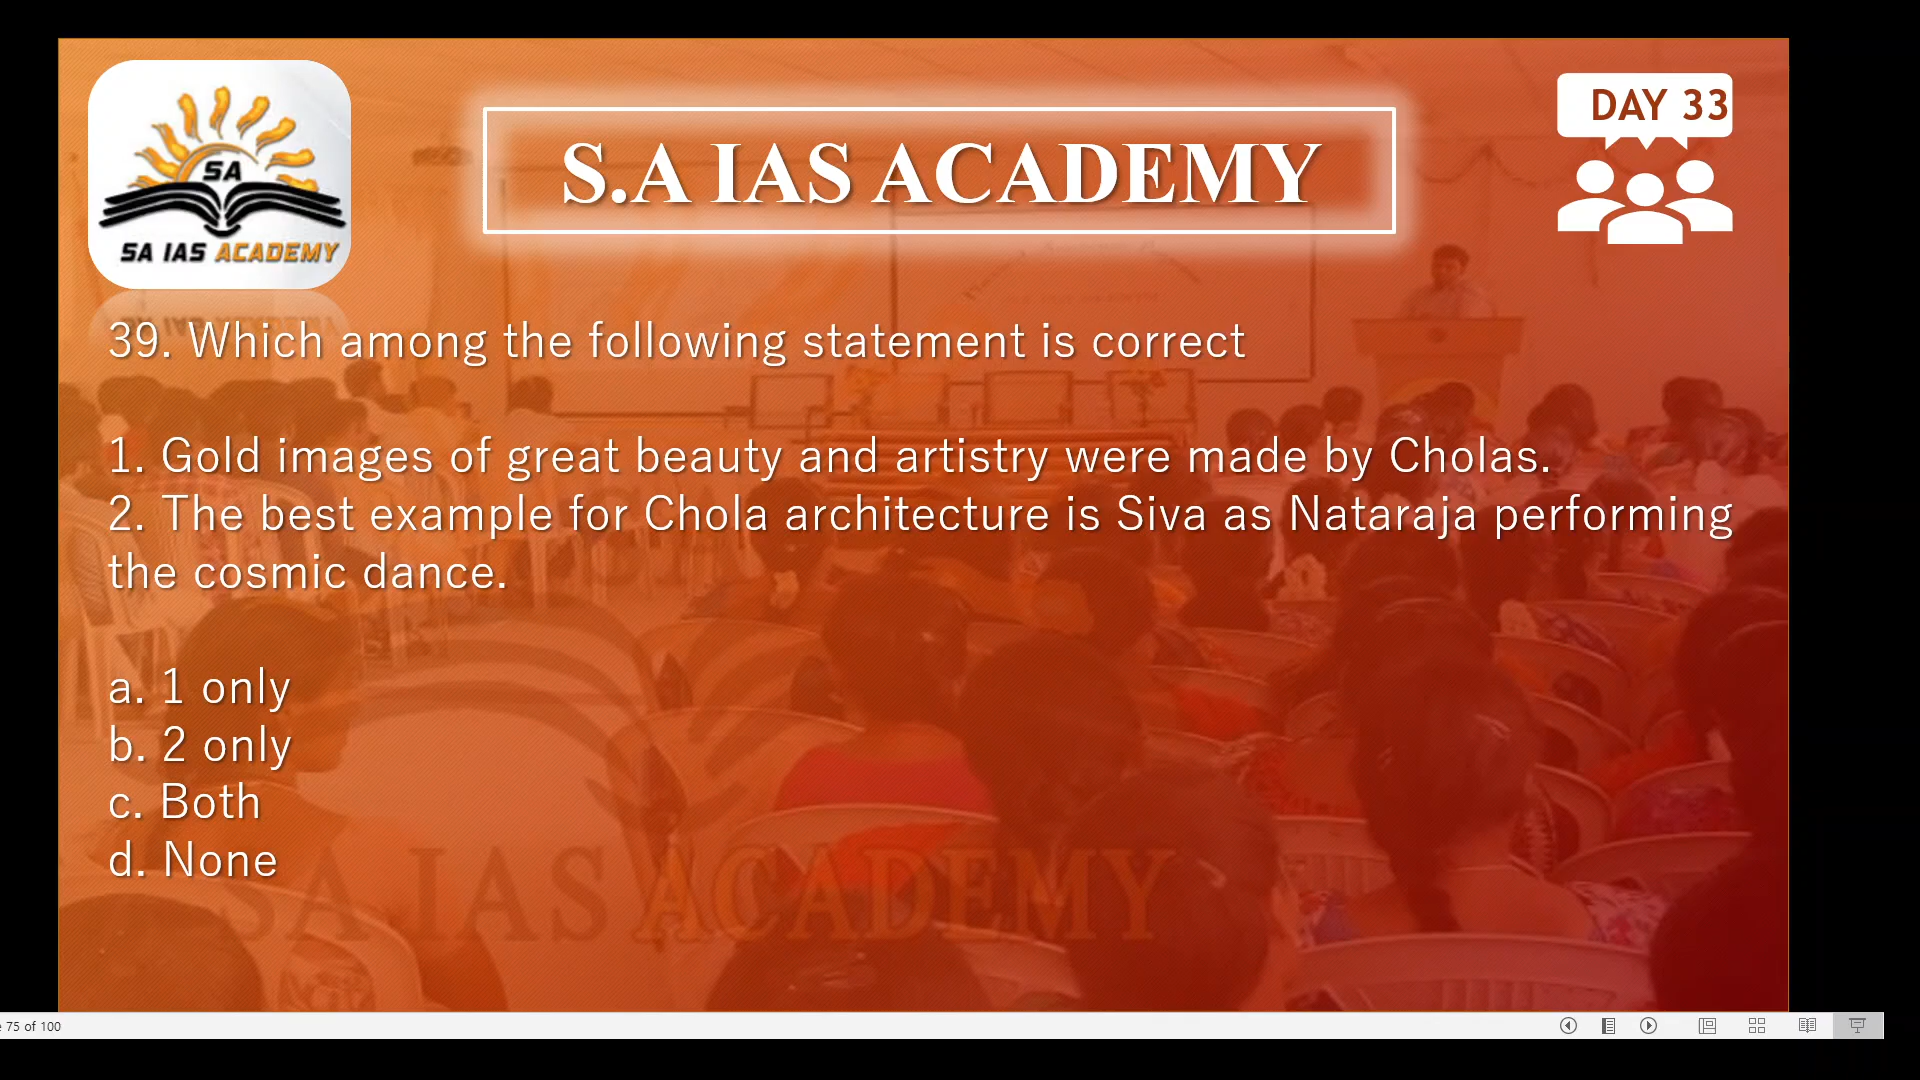 SA
SA IAS ACADEMY
S.A IAS ACADEMY
DAY 33
39. Which among the following statement is correct
1. Gold images of great beauty and artistry were made by Cholas.
2. The best example for Chola architecture is Siva as Nataraja performing
the cosmic dance.
a. 1 only
b. 2 only
c. Both
d. None
SA IAS ACADEMY
75 of 100